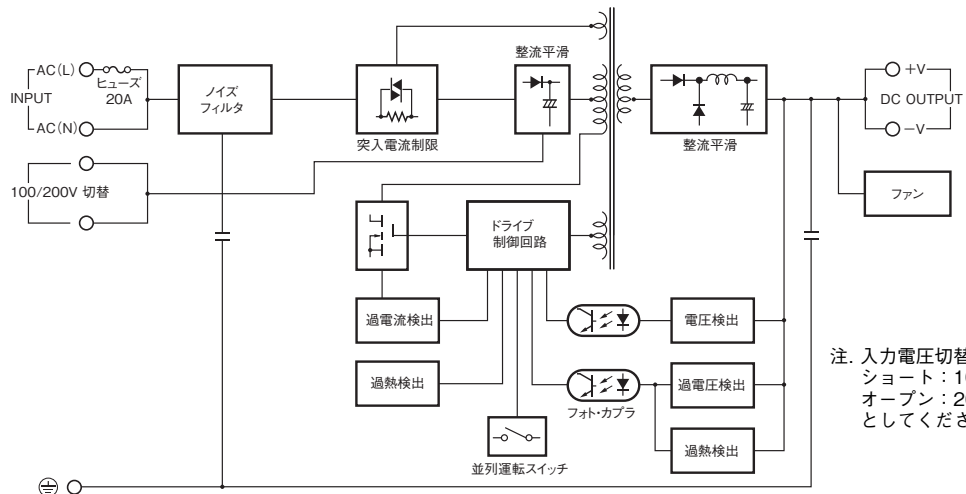 AC(L)
ヒューズ
20A
INPUT
AC(N)
ノイズ
フィルタ
突入電流制限
整流平滑
整流平滑
+V
DC OUTPUT
−V
100/200V 切替
ファン
ドライブ
制御回路
過電流検出
電圧検出
過熱検出
過電圧検出
フォト・カプラ
過熱検出
並列運転スイッチ
注. 入力電圧切替
ショート：1
オープン：2
としてくださ